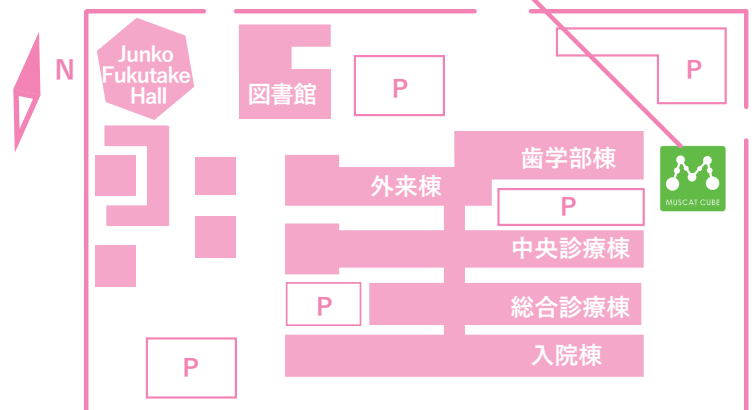 N
Junko
Fukutake
Hall
図書館
P
P
歯学部棟
外来棟
MUSCAT CUBE
P
中央診療棟
P
総合診療棟
入院棟
P